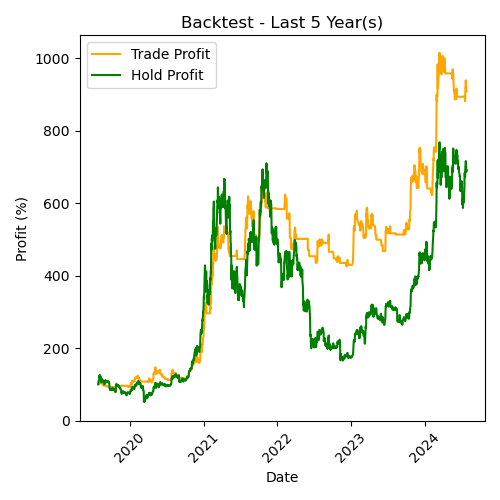 Backtest - Last 5 Year(s)
Trade Profit
Hold Profit
Profit (%)
1000
800
600
400
200
0
2020
2021
2022
2023
2024
Date